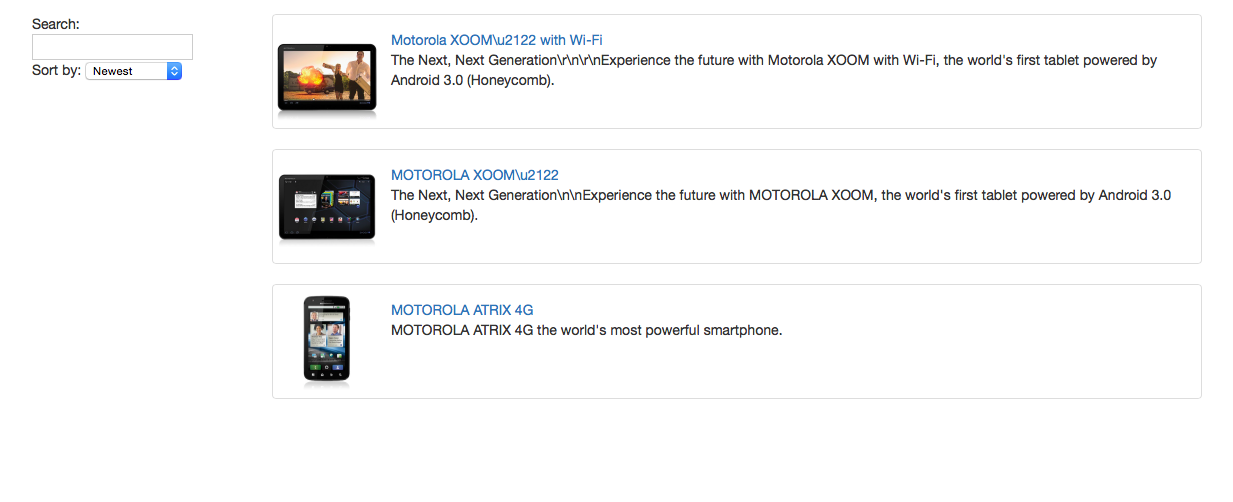 Search:
Sort by: Newest
Motorola XOOM\u2122 with Wi-Fi
The Next, Next Generation\r\n\r\nExperience the future with Motorola XOOM with Wi-Fi, the world's first tablet powered by
Android 3.0 (Honeycomb).
MOTOROLA XOOM\u2122
The Next, Next Generation\n\nExperience the future with MOTOROLA XOOM, the world's first tablet powered by Android 3.0
(Honeycomb).
MOTOROLA ATRIX 4G
MOTOROLA ATRIX 4G the world's most powerful smartphone.